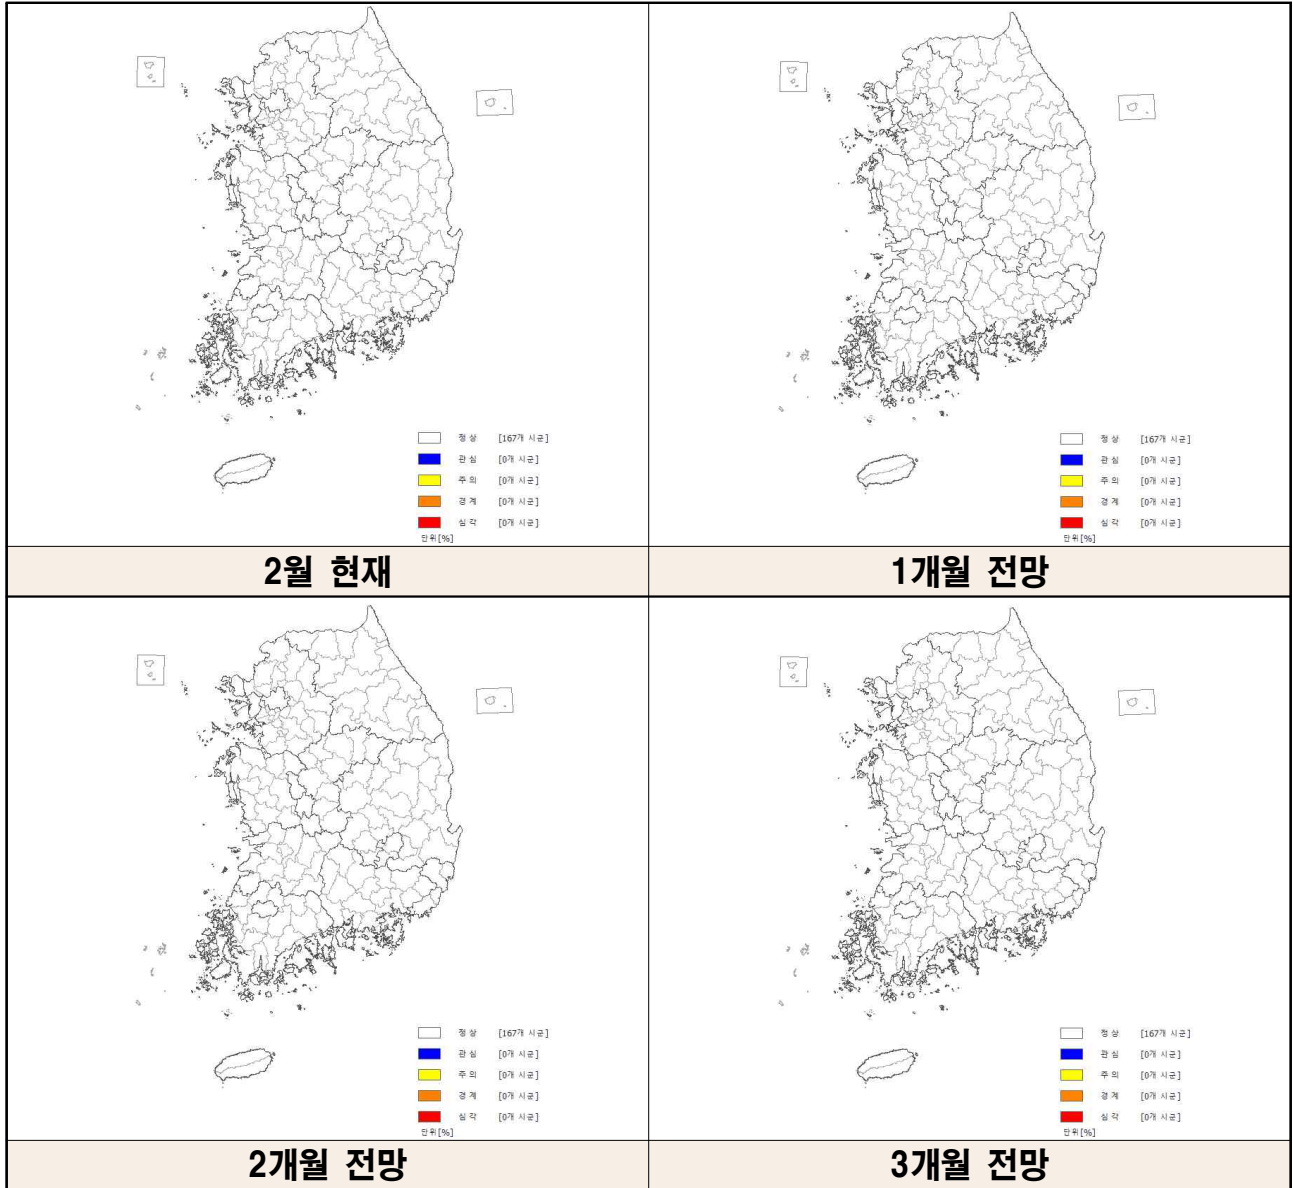 정상 [167개 시군]
관심 [0개 시군]
주의 [0개 시군]
경계 [0개 시군]
심각 [0개 시군]
단위[%]
정상 [167개 시군]
관심 [0개 시군]
주의 [0개 시군]
경계 [0개 시군]
심각 [0개 시군]
단위[%]
2월 현재
1개월 전망
정상 [167개 시군]
관심 [0개 시군]
주의 [0개 시군]
경계 [0개 시군]
심각 [0개 시군]
단위[%]
정상 [167개 시군]
관심 [0개 시군]
주의 [0개 시군]
경계 [0개 시군]
심각 [0개 시군]
단위[%]
2개월 전망
3개월 전망